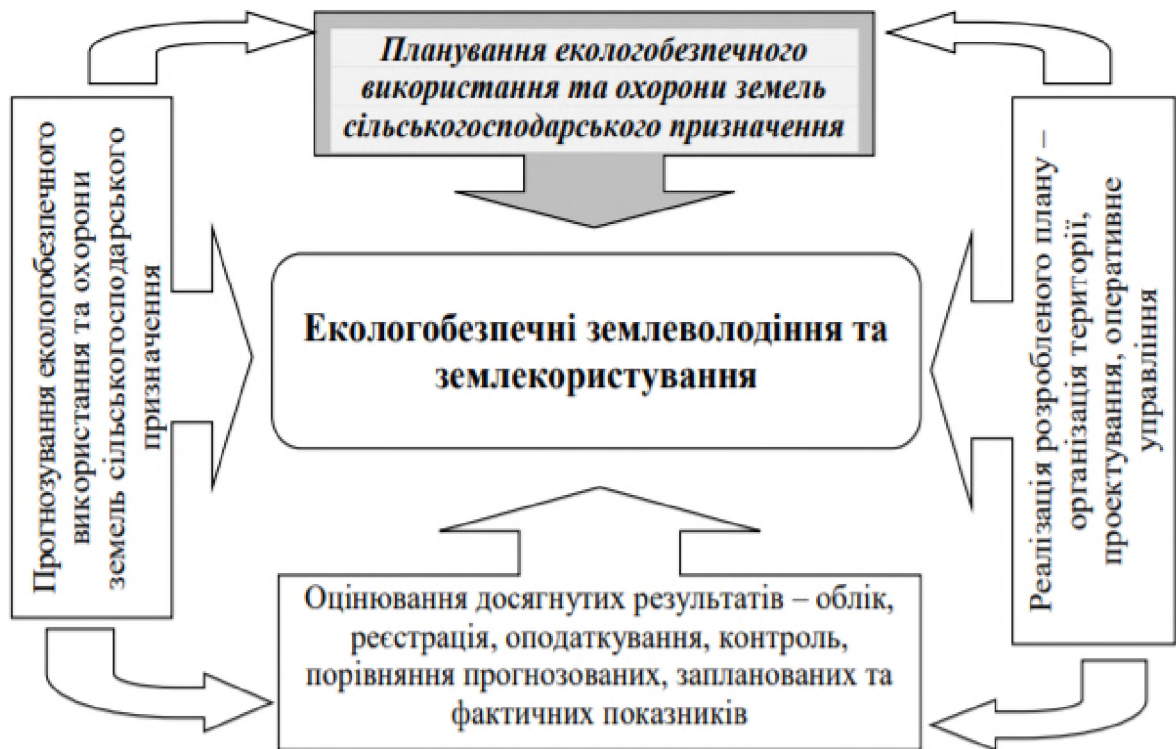 Планування екологобезпечного
використання та охорони земель
сільськогосподарського призначення
Прогнозування екологобезпечного
використання та охорони
земель сільськогосподарського
призначення
Екологобезпечні землеволодіння та
землекористування
Реалізація розробленого плану –
організація території,
проектування, оперативне
управління
Оцінювання досягнутих результатів – облік,
реєстрація, оподаткування, контроль,
порівняння прогнозованих, запланованих та
фактичних показників